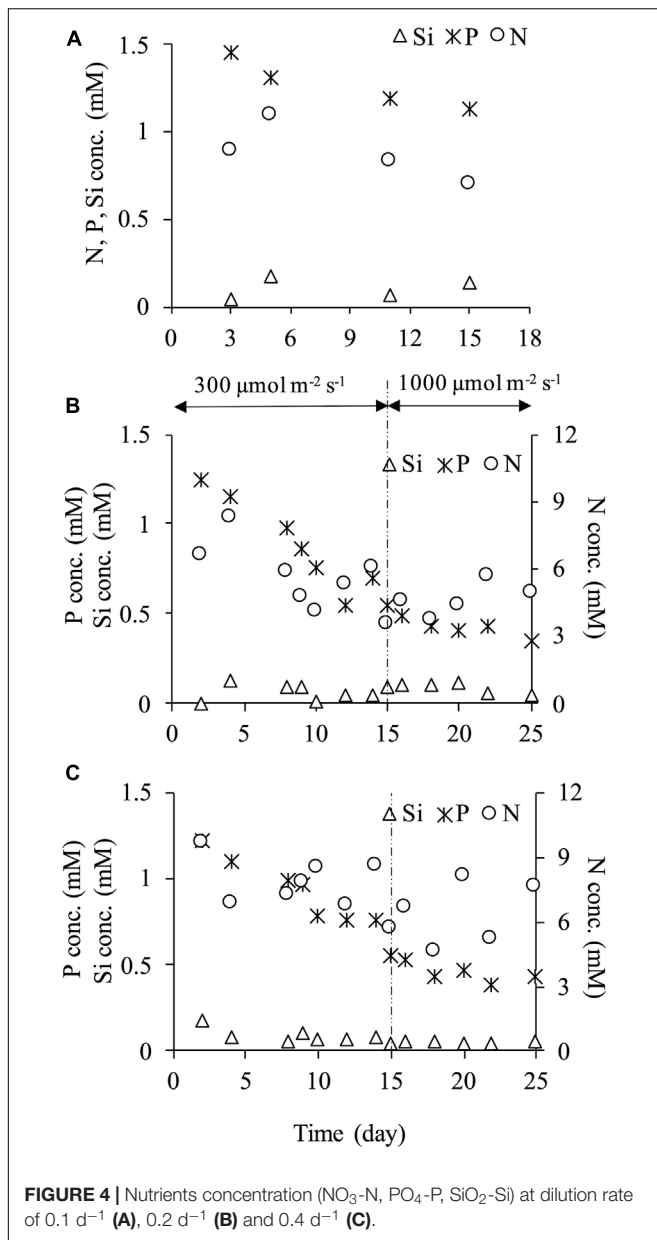 A
△ Si ж P ○ N
N, P, Si conc. (mM)
1.5
1
0.5
0
0 3 6 9 12 15 18
300 µmol m-2 s-1
1000 µmol m-2 s-1
B
△ Si ж P ○ N
P conc. (mM)
Si conc. (mM)
1.5
1
0.5
0
N conc. (mM)
12
9
6
3
0
0 5 10 15 20 25
C
△ Si ж P ○ N
P conc. (mM)
Si conc. (mM)
1.5
1
0.5
0
N conc. (mM)
12
9
6
3
0
0 5 10 15 20 25
Time (day)
FIGURE 4 | Nutrients concentration (NO₃-N, PO₄-P, SiO₂-Si) at dilution rate
of 0.1 d⁻¹ (A), 0.2 d⁻¹ (B) and 0.4 d⁻¹ (C).